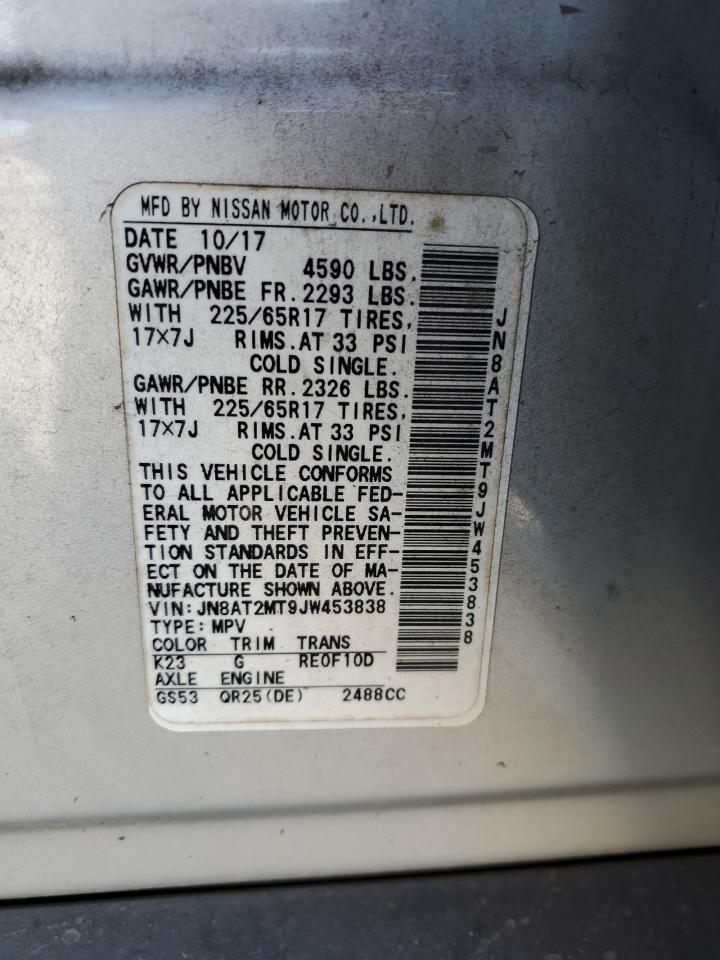 MFD BY NISSAN MOTOR CO.,LTD.
DATE 10/17
GVWR/PNBV 4590 LBS.
GAWR/PNBE FR.2293 LBS.
WITH 225/65R17 TIRES,
17×7J RIMS.AT 33 PSI
COLD SINGLE.
GAWR/PNBE RR.2326 LBS.
WITH 225/65R17 TIRES,
17×7J RIMS.AT 33 PSI
COLD SINGLE.
THIS VEHICLE CONFORMS
TO ALL APPLICABLE FED-
ERAL MOTOR VEHICLE SA-
FETY AND THEFT PREVEN-
TION STANDARDS IN EFF-
ECT ON THE DATE OF MA-
NUFACTURE SHOWN ABOVE.
VIN:JN8AT2MT9JW453838
TYPE:MPV
COLOR TRIM TRANS
K23 G RE0F10D
AXLE ENGINE
GS53 QR25(DE) 2488CC
JN8AT2MT9JW453838